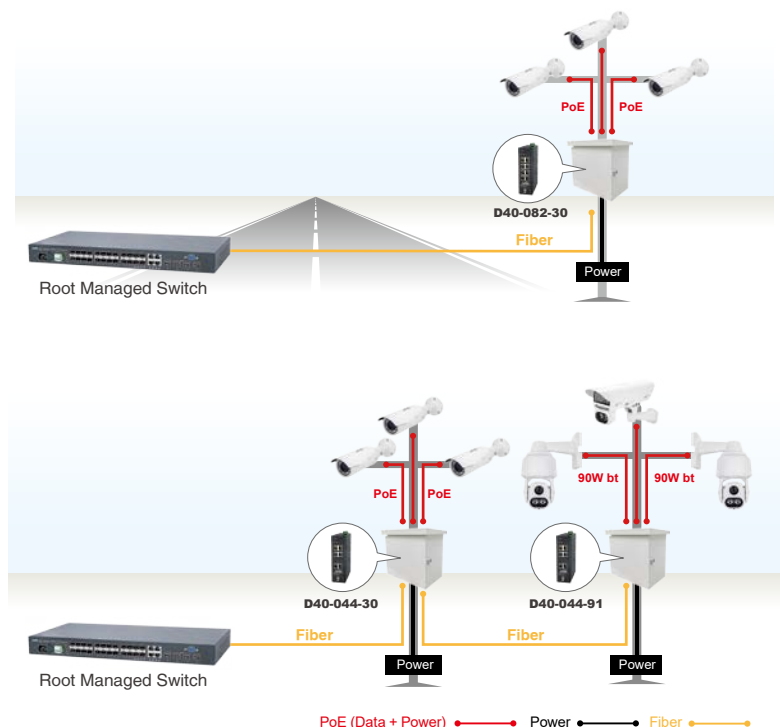 PoE PoE
D40-082-30
Fiber
Power
Root Managed Switch
PoE PoE
90W bt 90W bt
D40-044-30
D40-044-91
Fiber
Fiber
Power
Power
Root Managed Switch
PoE (Data + Power)
Power
Fiber